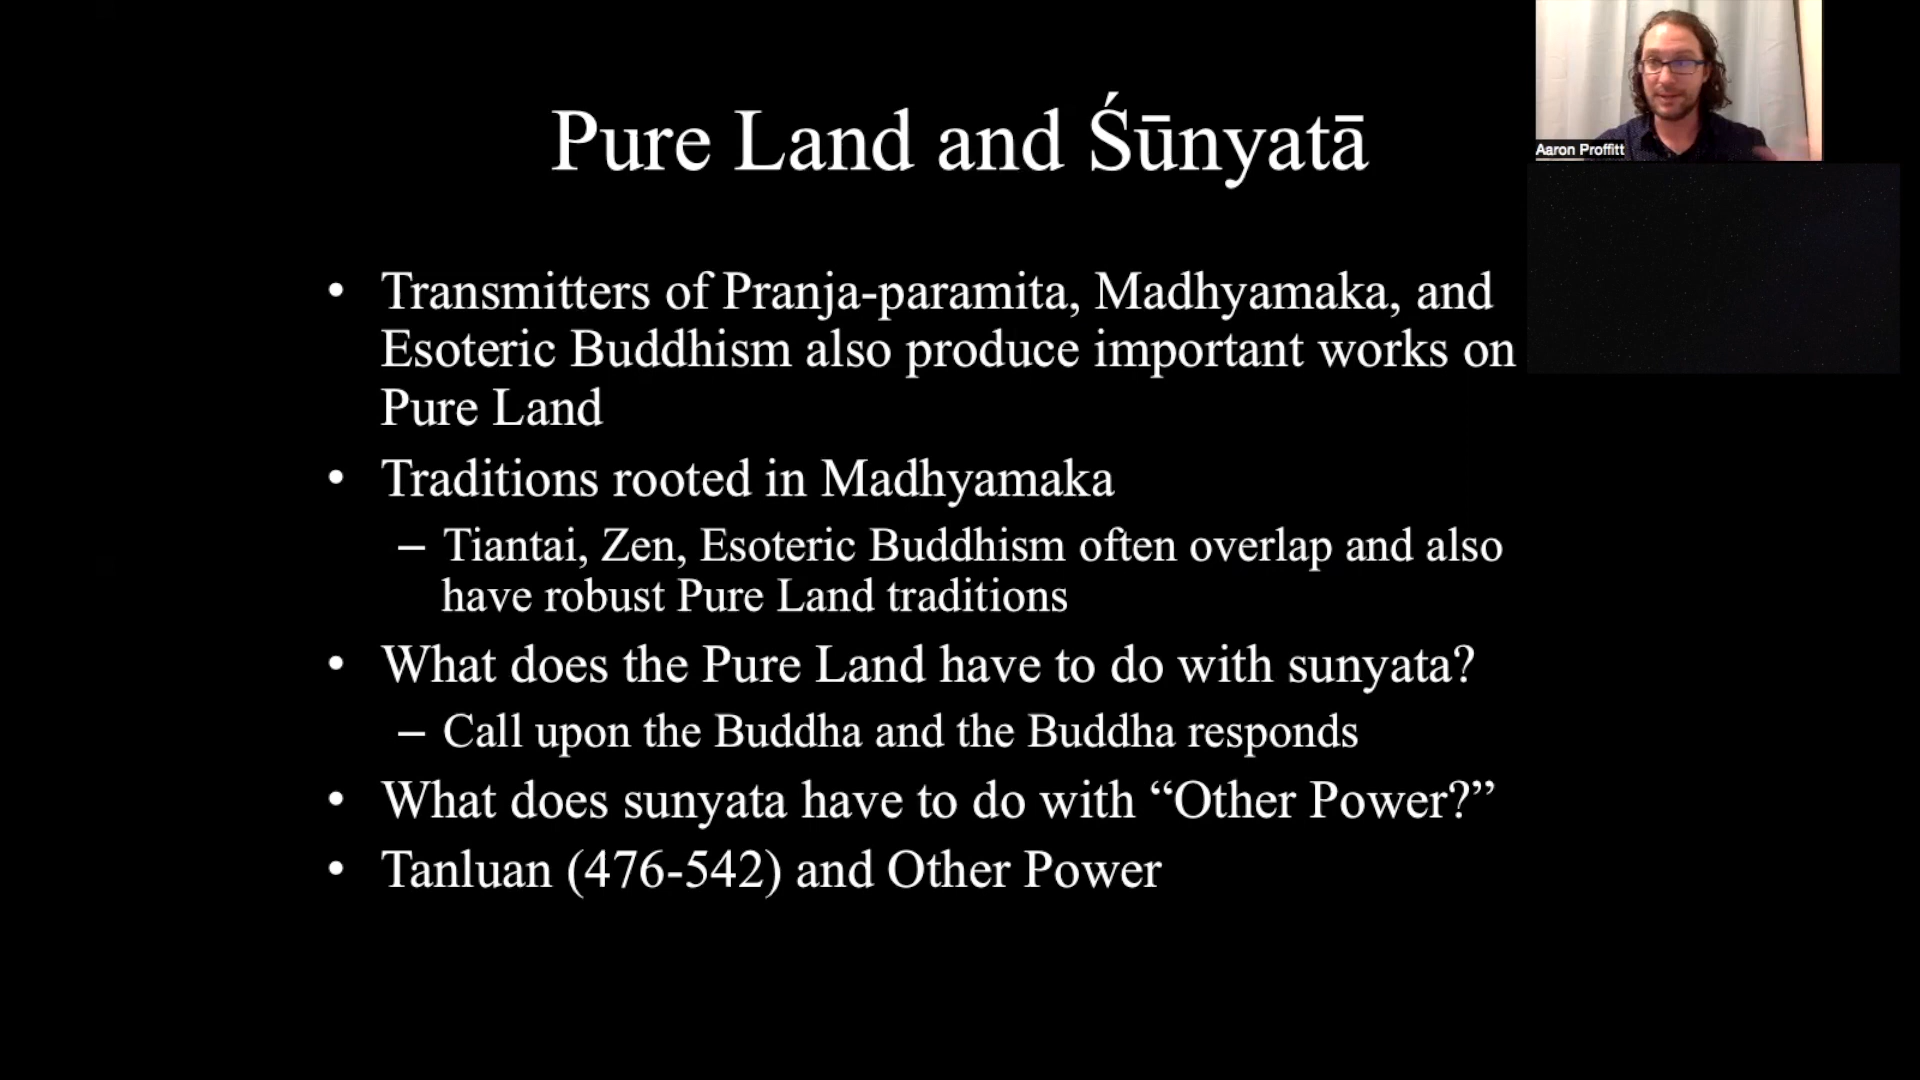 Pure Land and Śūnyatā
Aaron Proffitt
• Transmitters of Pranja-paramita, Madhyamaka, and
Esoteric Buddhism also produce important works on
Pure Land
• Traditions rooted in Madhyamaka
– Tiantai, Zen, Esoteric Buddhism often overlap and also
have robust Pure Land traditions
• What does the Pure Land have to do with sunyata?
– Call upon the Buddha and the Buddha responds
• What does sunyata have to do with “Other Power?”
• Tanluan (476-542) and Other Power